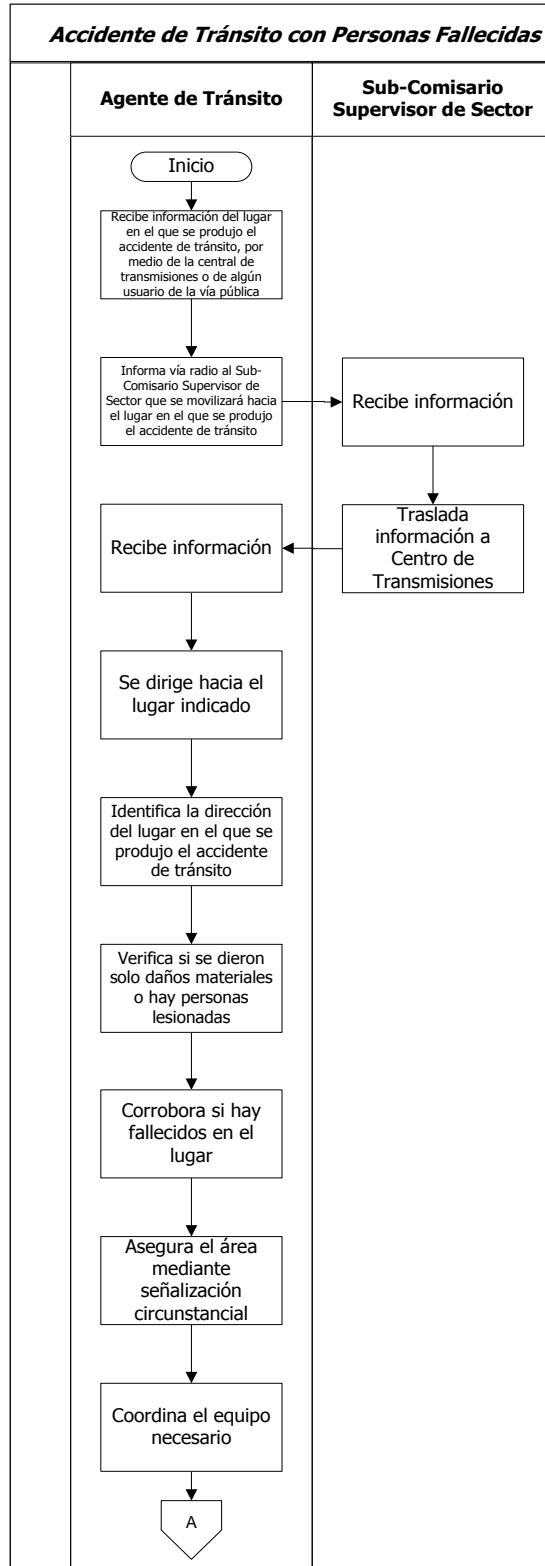 Accidente de Tránsito con Personas Fallecidas
Agente de Tránsito
Sub-Comisario
Supervisor de Sector
Inicio
Recibe información del lugar
en el que se produjo el
accidente de tránsito, por
medio de la central de
transmisiones o de algún
usuario de la vía pública
Informa vía radio al Sub-
Comisario Supervisor de
Sector que se movilizará hacia
el lugar en el que se produjo
el accidente de tránsito
Recibe información
Traslada
información a
Centro de
Transmisiones
Recibe información
Se dirige hacia el
lugar indicado
Identifica la dirección
del lugar en el que se
produjo el accidente
de tránsito
Verifica si se dieron
solo daños materiales
o hay personas
lesionadas
Corrobora si hay
fallecidos en el
lugar
Asegura el área
mediante
señalización
circunstancial
Coordina el equipo
necesario
A